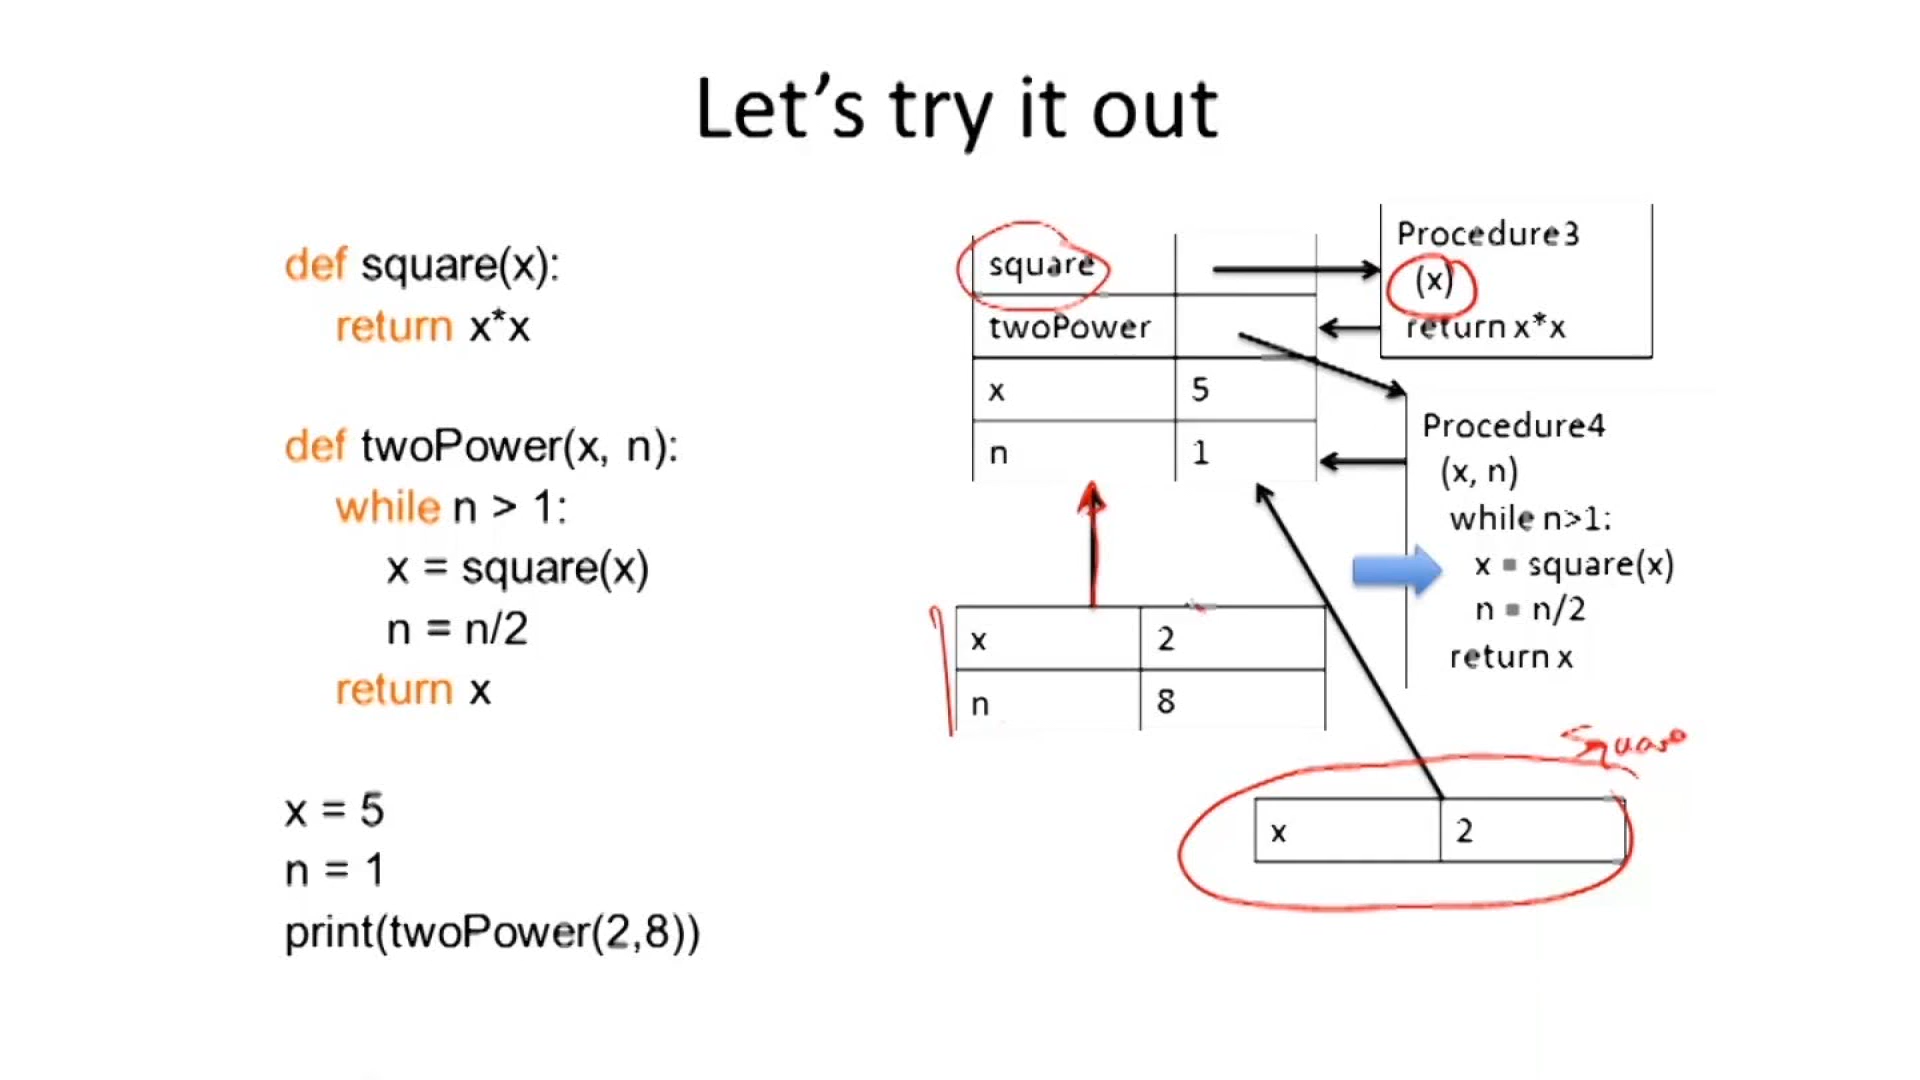 Let's try it out
def square(x):
return x*x
def twoPower(x, n):
while n > 1:
x = square(x)
n = n/2
return x
x = 5
n = 1
print(twoPower(2,8))
square
twoPower
x 5
n 1
Procedure3
(x)
return x*x
Procedure4
(x, n)
while n>1:
x = square(x)
n = n/2
return x
x 2
n 8
Square
x 2